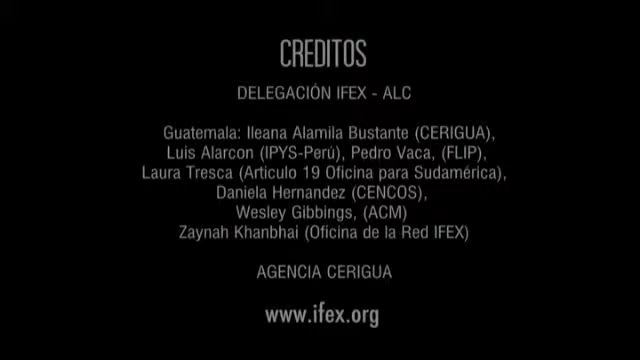 CREDITOS
DELEGACIÓN IFEX - ALC
Guatemala: Ileana Alamila Bustante (CERIGUA),
Luis Alarcon (IPYS-Perú), Pedro Vaca, (FLIP),
Laura Tresca (Articulo 19 Oficina para Sudamérica),
Daniela Hernandez (CENCOS),
Wesley Gibbings, (ACM)
Zaynah Khanbhai (Oficina de la Red IFEX)
AGENCIA CERIGUA
www.ifex.org